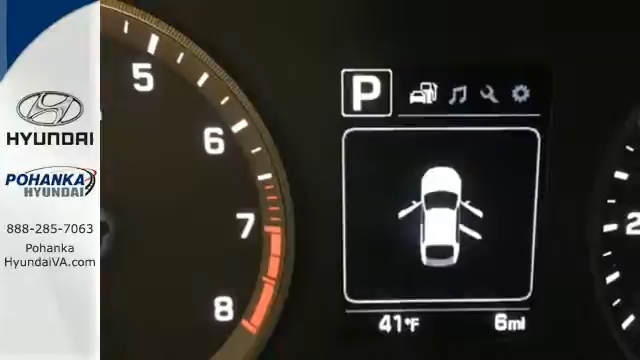 HYUNDAI
POHANKA
HYUNDAI
888-285-7063
Pohanka
HyundaiVA.com
5
6
7
8
P
41°F 6mi
2